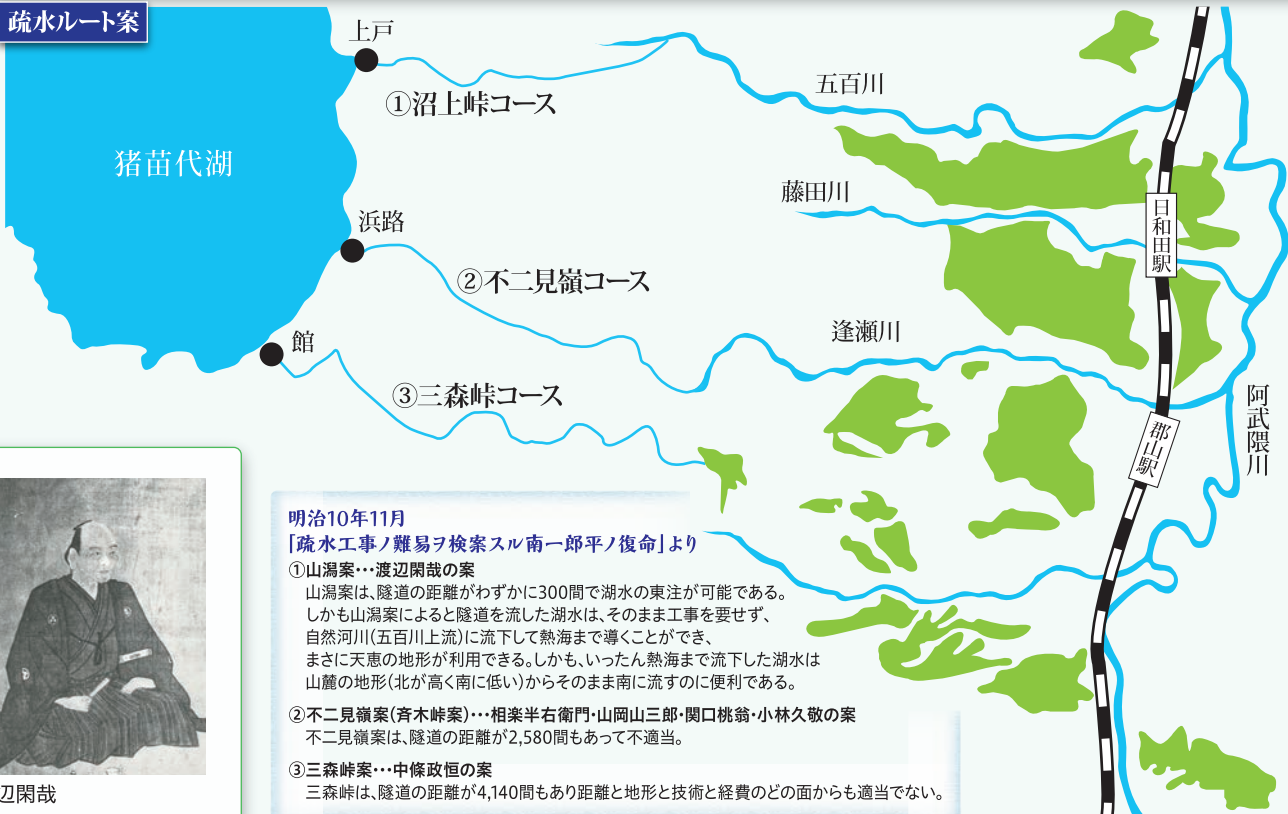 疏水ルート案
上戸
①沼上峠コース
五百川
猪苗代湖
藤田川
浜路
日和田駅
②不二見嶺コース
逢瀬川
館
③三森峠コース
阿武隈川
郡山駅
明治10年11月
「疏水工事ノ難易ヲ検案スル南一郎平ノ復命」より
①山潟案･･･渡辺閑哉の案
山潟案は、隧道の距離がわずかに300間で湖水の東注が可能である。
しかも山潟案によると隧道を流した湖水は、そのまま工事を要せず、
自然河川(五百川上流)に流下して熱海まで導くことができ、
まさに天恵の地形が利用できる。しかも、いったん熱海まで流下した湖水は
山麓の地形(北が高く南に低い)からそのまま南に流すのに便利である。
②不二見嶺案(斉木峠案)･･･相楽半右衛門・山岡山三郎・関口桃翁・小林久敬の案
不二見嶺案は、隧道の距離が2,580間もあって不適当。
③三森峠案･･･中條政恒の案
三森峠は、隧道の距離が4,140間もあり距離と地形と技術と経費のどの面からも適当でない。
辺閑哉